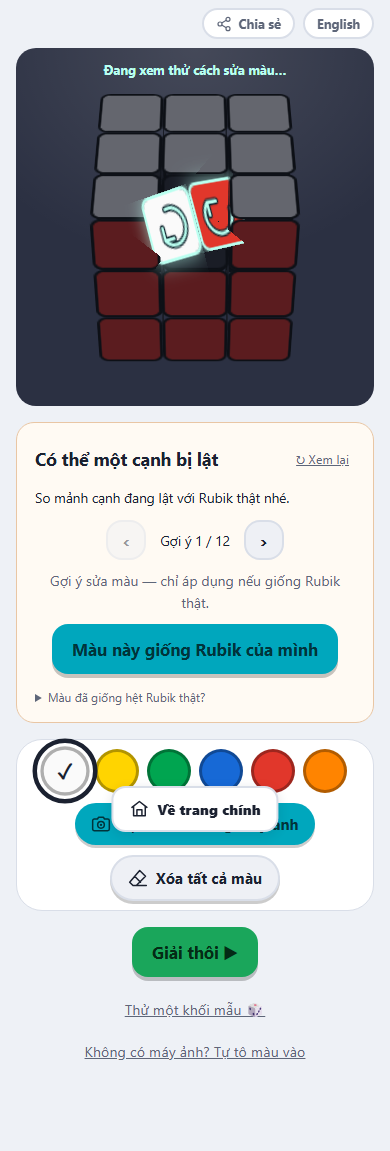 Chia sẻ
English
Đang xem thử cách sửa màu...
Có thể một cạnh bị lật
↻ Xem lại
So mảnh cạnh đang lật với Rubik thật nhé.
‹
Gợi ý 1 / 12
›
Gợi ý sửa màu — chỉ áp dụng nếu giống Rubik
thật.
Màu này giống Rubik của mình
▶ Màu đã giống hệt Rubik thật?
✓
Về trang chính
Xóa tất cả màu
Giải thôi ▶
Thử một khối mẫu 🎲
Không có máy ảnh? Tự tô màu vào